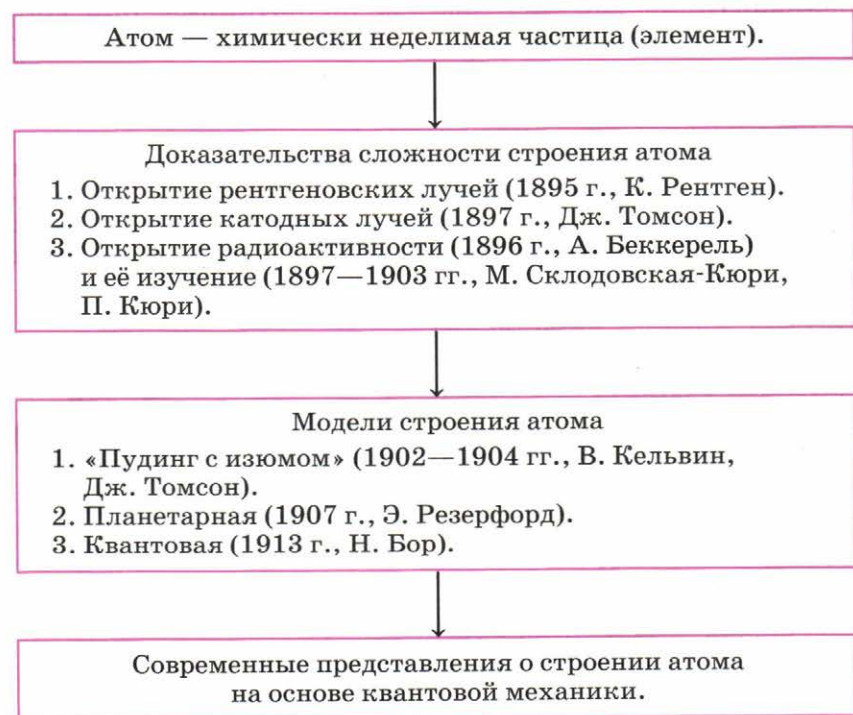 Атом — химически неделимая частица (элемент).
Доказательства сложности строения атома
1. Открытие рентгеновских лучей (1895 г., К. Рентген).
2. Открытие катодных лучей (1897 г., Дж. Томсон).
3. Открытие радиоактивности (1896 г., А. Беккерель)
и её изучение (1897—1903 гг., М. Склодовская-Кюри,
П. Кюри).
Модели строения атома
1. «Пудинг с изюмом» (1902—1904 гг., В. Кельвин,
Дж. Томсон).
2. Планетарная (1907 г., Э. Резерфорд).
3. Квантовая (1913 г., Н. Бор).
Современные представления о строении атома
на основе квантовой механики.